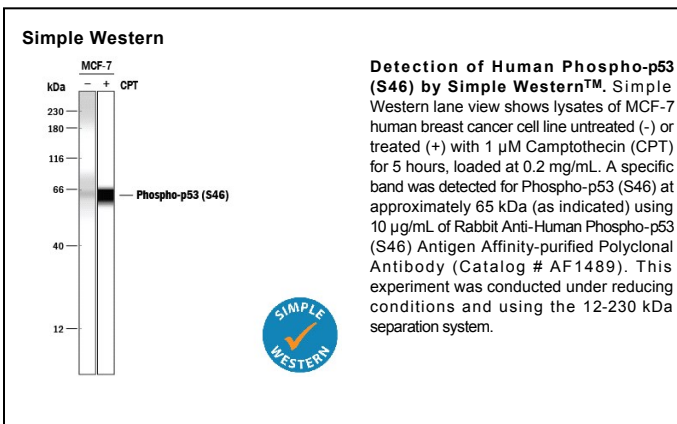 Simple Western
MCF-7
kDa – + CPT
230
180
116
66
Phospho-p53 (S46)
40
12
SIMPLE
WESTERN
Detection of Human Phospho-p53
(S46) by Simple Western™. Simple
Western lane view shows lysates of MCF-7
human breast cancer cell line untreated (-) or
treated (+) with 1 µM Camptothecin (CPT)
for 5 hours, loaded at 0.2 mg/mL. A specific
band was detected for Phospho-p53 (S46) at
approximately 65 kDa (as indicated) using
10 µg/mL of Rabbit Anti-Human Phospho-p53
(S46) Antigen Affinity-purified Polyclonal
Antibody (Catalog # AF1489). This
experiment was conducted under reducing
conditions and using the 12-230 kDa
separation system.